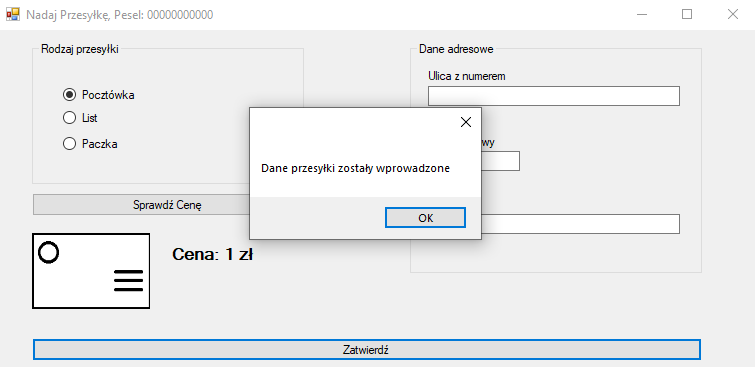 Nadaj Przesyłkę, Pesel: 00000000000
Rodzaj przesyłki
Pocztówka
List
Paczka
Sprawdź Cenę
Cena: 1 zł
Dane adresowe
Ulica z numerem
wy
Dane przesyłki zostały wprowadzone
OK
Zatwierdź